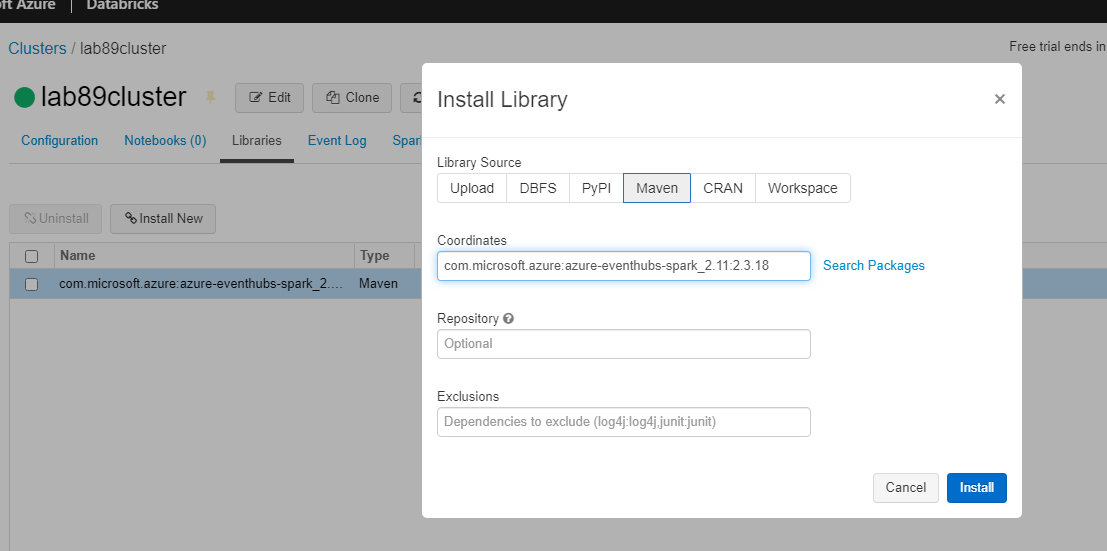 ft Azure | Databricks
Clusters / lab89cluster
Free trial ends in
lab89cluster
Edit
Clone
Configuration
Notebooks (0)
Libraries
Event Log
Spar
Uninstall
Install New
Name
Type
com.microsoft.azure:azure-eventhubs-spark_2....
Maven
Install Library
×
Library Source
Upload
DBFS
PyPI
Maven
CRAN
Workspace
Coordinates
com.microsoft.azure:azure-eventhubs-spark_2.11:2.3.18
Search Packages
Repository
Optional
Exclusions
Dependencies to exclude (log4j:log4j,junit:junit)
Cancel
Install